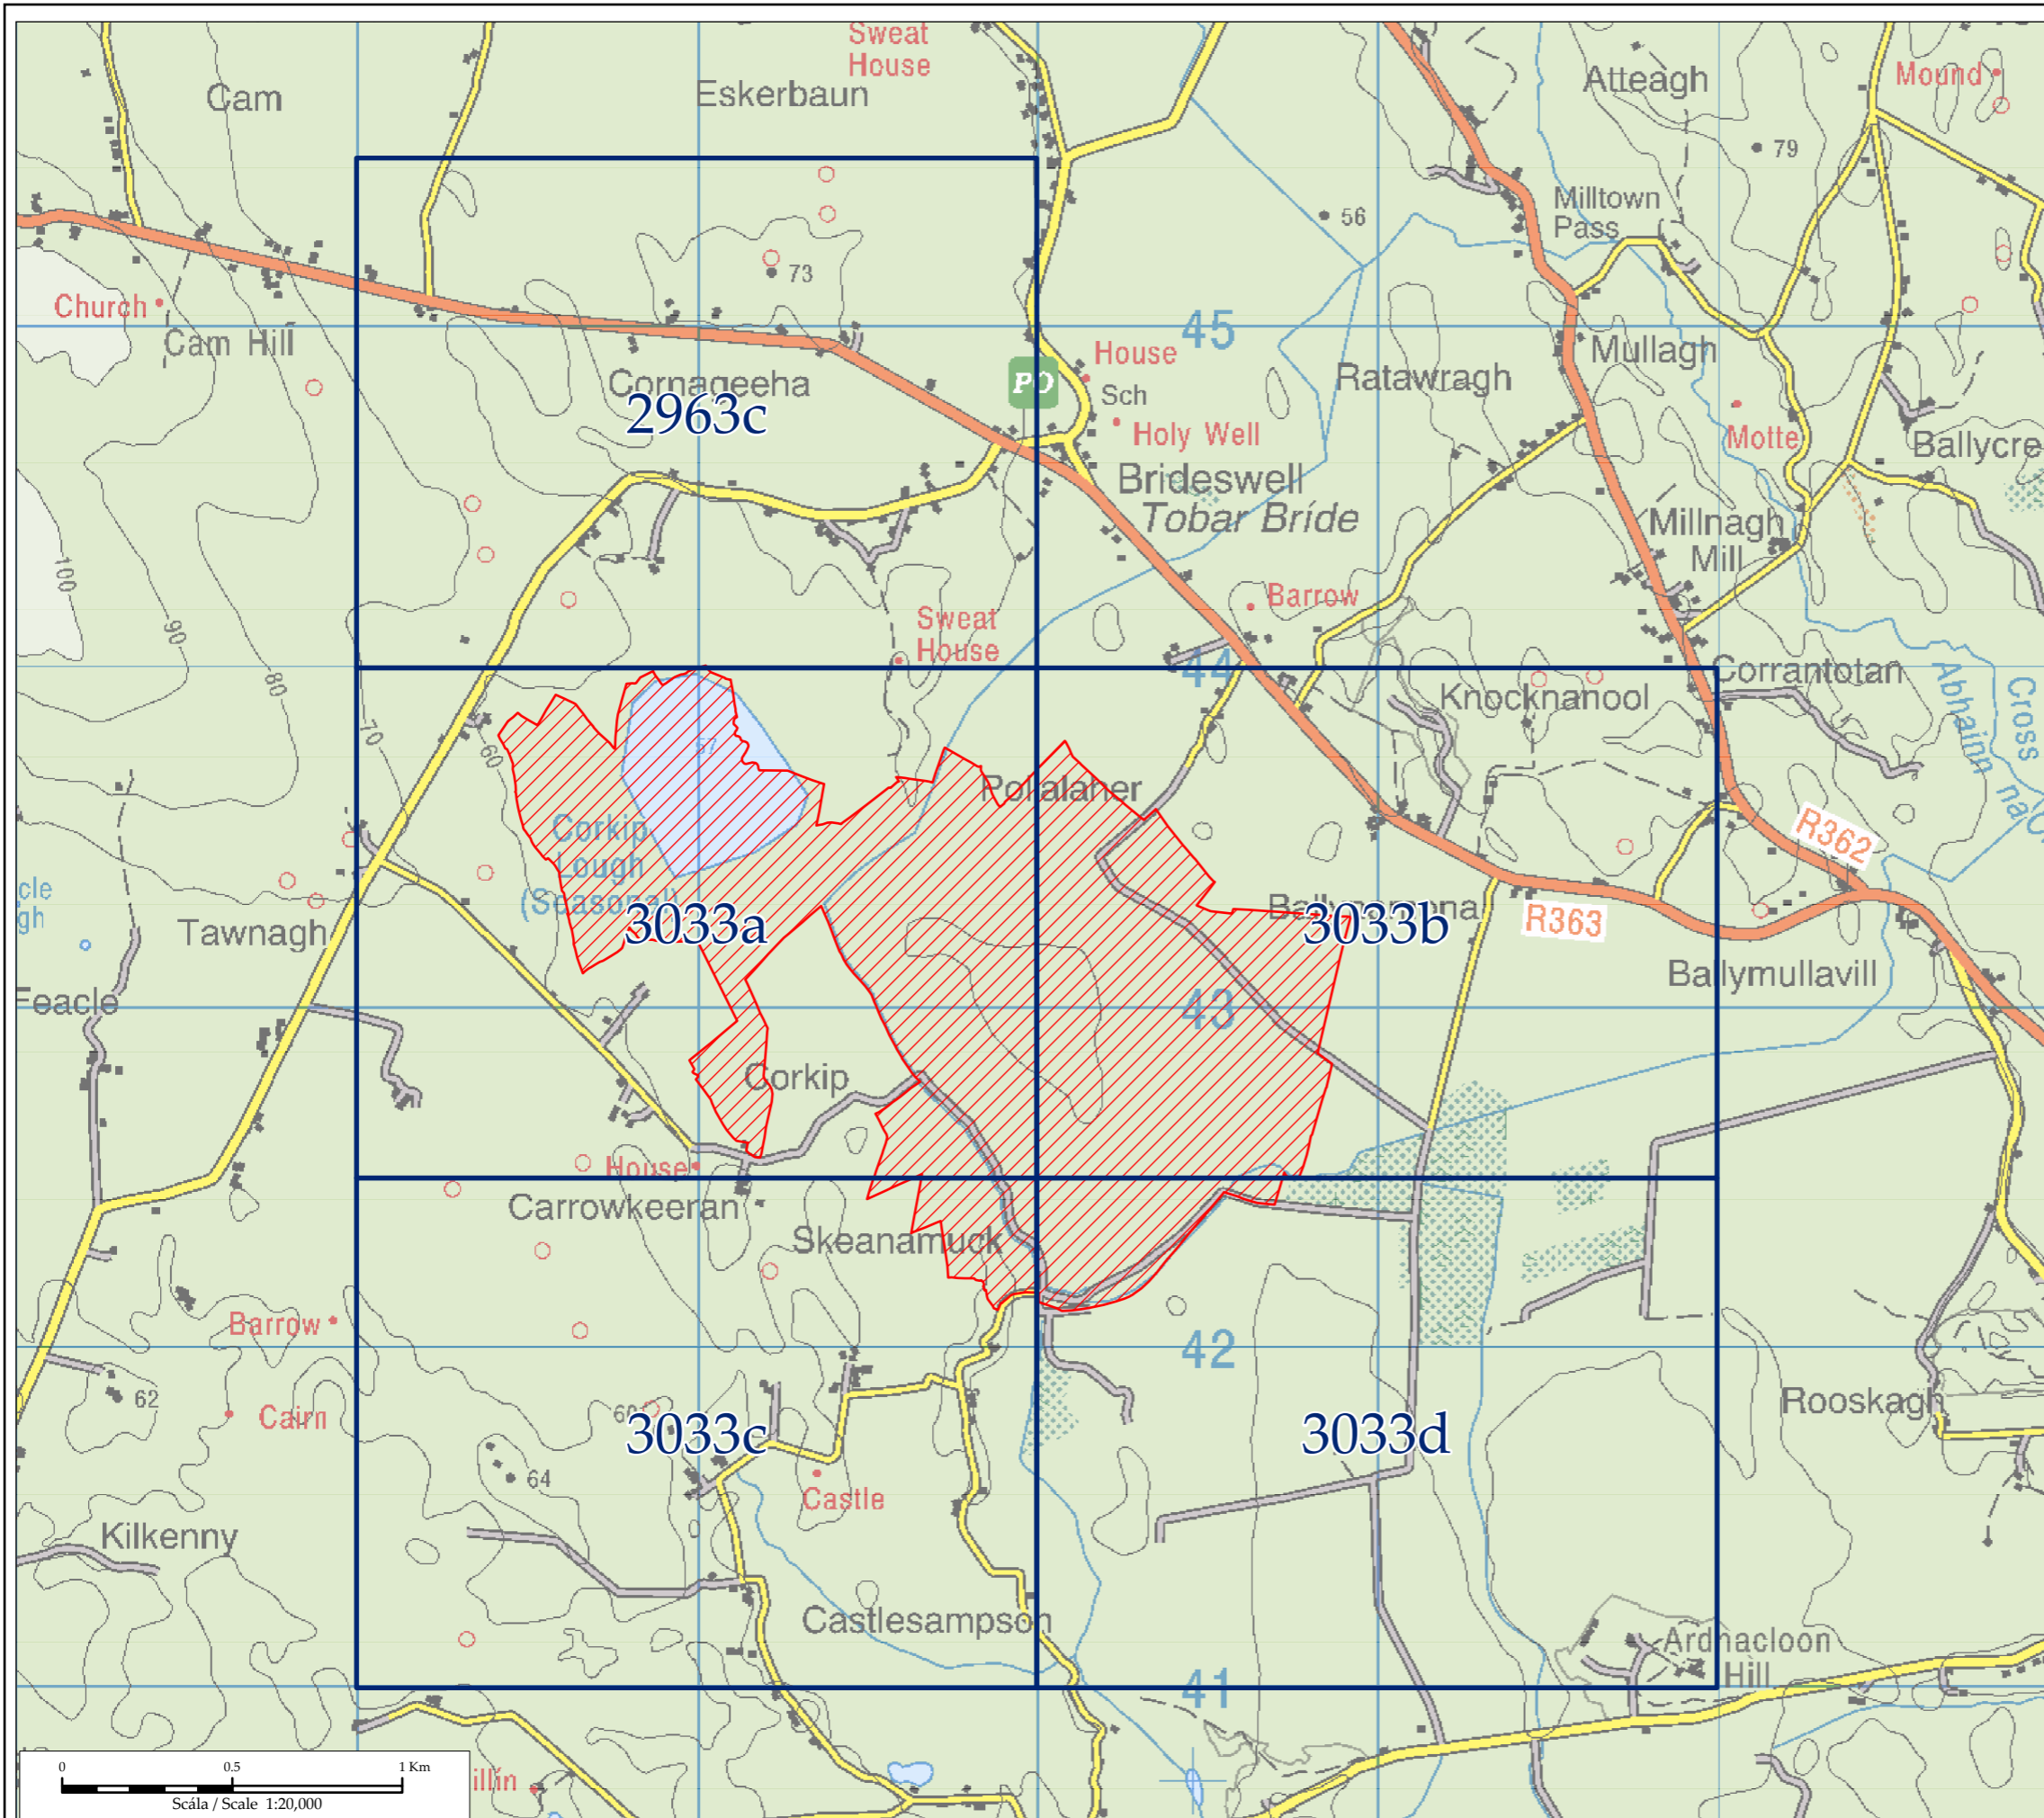 Sweat
House
Cam
Eskerbaun
Atteagh
Mound
79
Milltown
Pass
56
73
Church
Cam Hill
45
House
Cornageeha
PO
Sch
Ratawragh
Mullagh
2963c
Holy Well
Motte
Ballycre
Brideswell
Tobar Bríde
Millnagh
Mill
100
90
Barrow
Sweat
House
80
44
Corrantotan
Knocknanool
Abhainn na
Cross
70
60
57
Corkip
Lough
(Seasonal)
R362
cle
gh
3033a
3033b
R363
Tawnagh
Ballymullavill
Feacle
43
Corkip
House
Carrowkeeran
Skeanamuck
Barrow
42
62
Cairn
60
Rooskagh
3033c
3033d
64
Castle
Kilkenny
Castlesampson
Ardnacloon
Hill
41
illín
0
0.5
1 Km
Scála / Scale 1:20,000